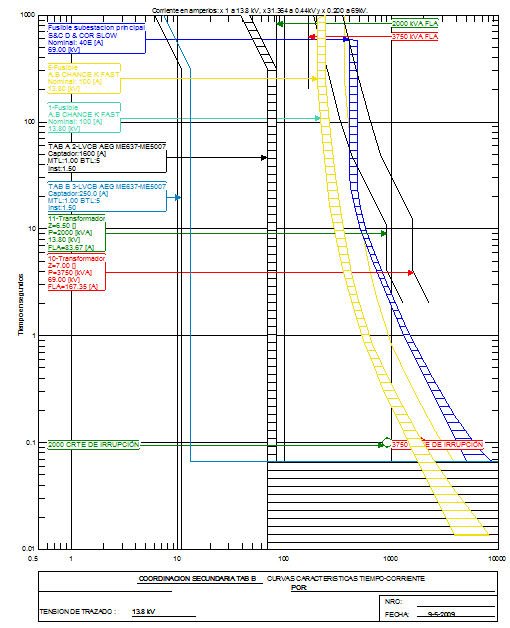 Corriente en amperios: x 1 a 13.8 kV, x 31.364 a 0.44kV y x 0.200 a 69kV.
1000
Fusible subestacion principal
S&C D & COR SLOW
Nominal: 40E [A]
69.00 [kV]
2000 kVA FLA
3750 kVA FLA
5-Fusible
A.B CHANCE K FAST
Nominal: 100 [A]
13.80 [kV]
1-Fusible
A.B CHANCE K FAST
Nominal: 100 [A]
13.80 [kV]
100
TAB A 2-LVCB AEG ME637-ME5007
Captador:1600 [A]
MTL:1.00 BTL:5
Inst:1.50
TAB B 3-LVCB AEG ME637-ME5007
Captador:250.0 [A]
MTL:1.00 BTL:5
Inst:1.50
11-Transformador
Z=6.50 []
P=2000 [kVA]
13.80 [kV]
FLA=83.67 [A]
10
10-Transformador
Z=7.00 []
P=3750 [kVA]
69.00 [kV]
FLA=167.35 [A]
Tiempo en segundos
1
0.1
2000 CRTE DE IRRUPCIÓN
3750
E DE IRRUPCIÓN
0.01
0.5
1
10
100
1000
10000
COORDINACION SECUNDARIA TAB B CURVAS CARACTERISTICAS TIEMPO-CORRIENTE
POR:
TENSION DE TRAZADO : 13.8 kV
NRO:
FECHA: 9-5-2009